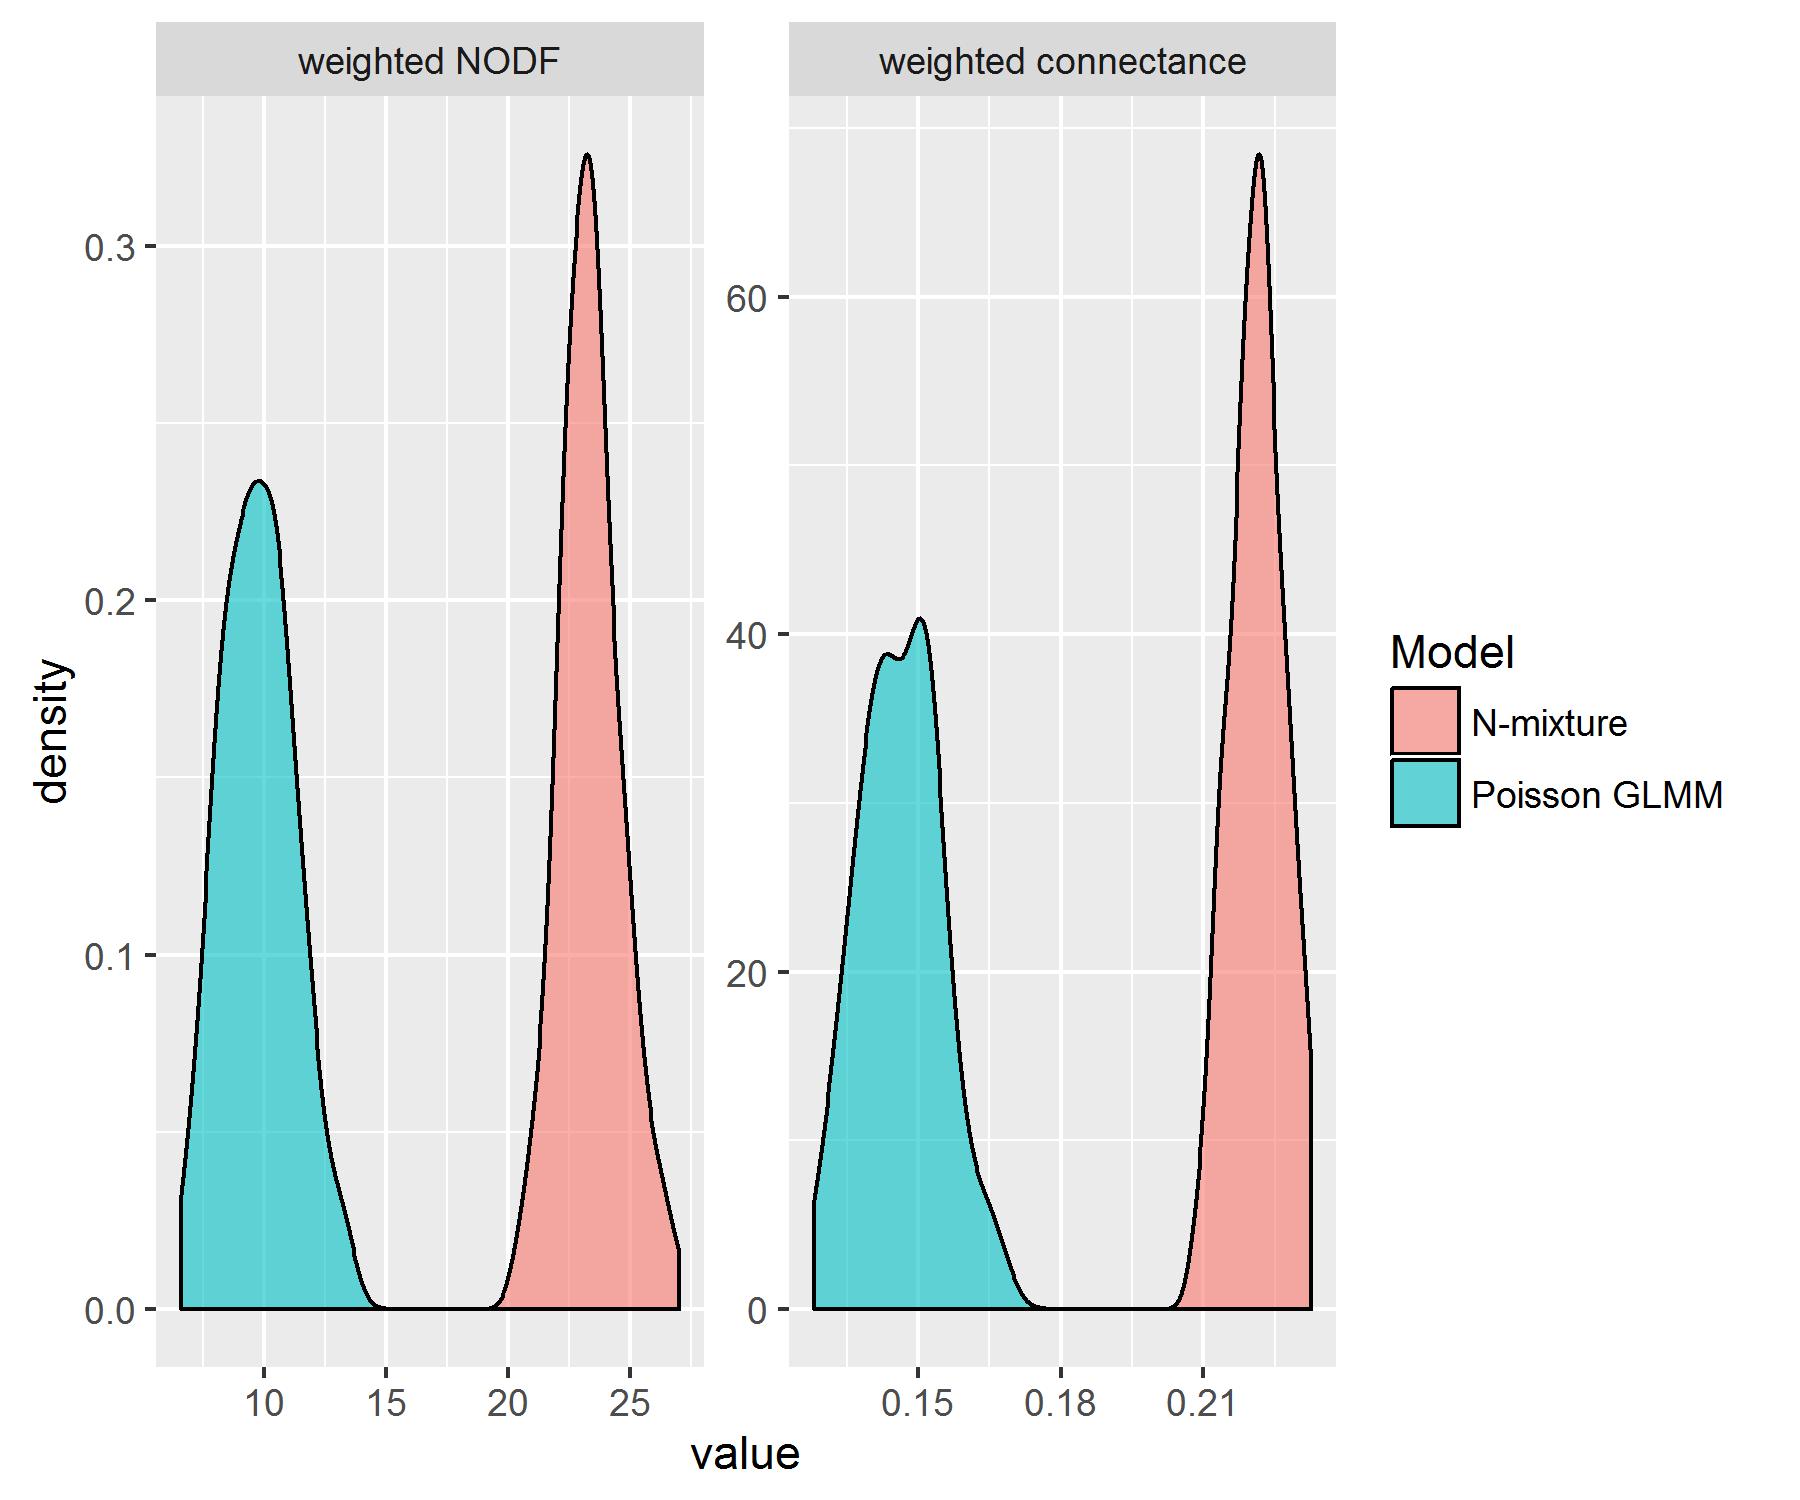 weighted NODF
weighted connectance
density
0.3
0.2
0.1
0.0
60
40
20
0
10 15 20 25
0.15 0.18 0.21
value
Model
N-mixture
Poisson GLMM